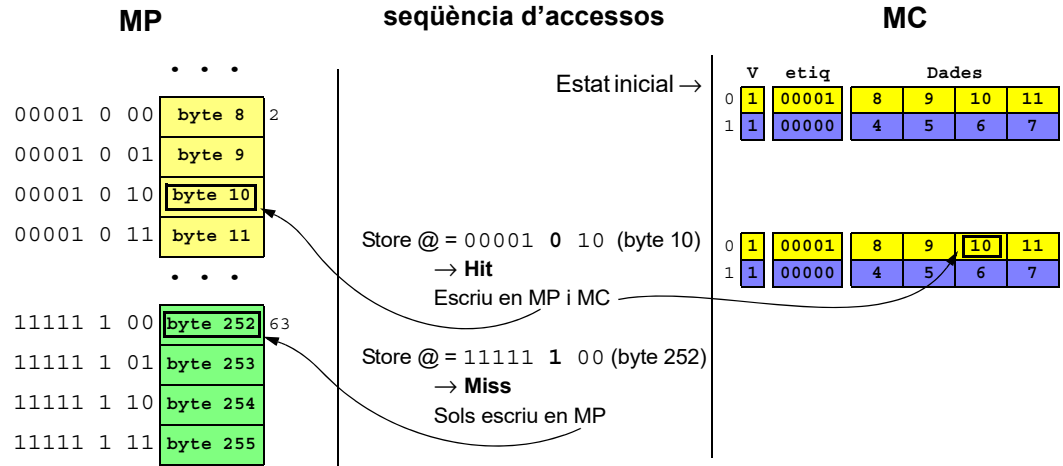 MP
seqüència d’accessos
MC
. . .
00001 0 00 byte 8 2
00001 0 01 byte 9
00001 0 10 byte 10
00001 0 11 byte 11
. . .
11111 1 00 byte 252 63
11111 1 01 byte 253
11111 1 10 byte 254
11111 1 11 byte 255
Estat inicial →
Store @ = 00001 0 10 (byte 10)
→ Hit
Escriu en MP i MC
Store @ = 11111 1 00 (byte 252)
→ Miss
Sols escriu en MP
V etiq Dades
0 1 00001 8 9 10 11
1 1 00000 4 5 6 7
0 1 00001 8 9 10 11
1 1 00000 4 5 6 7